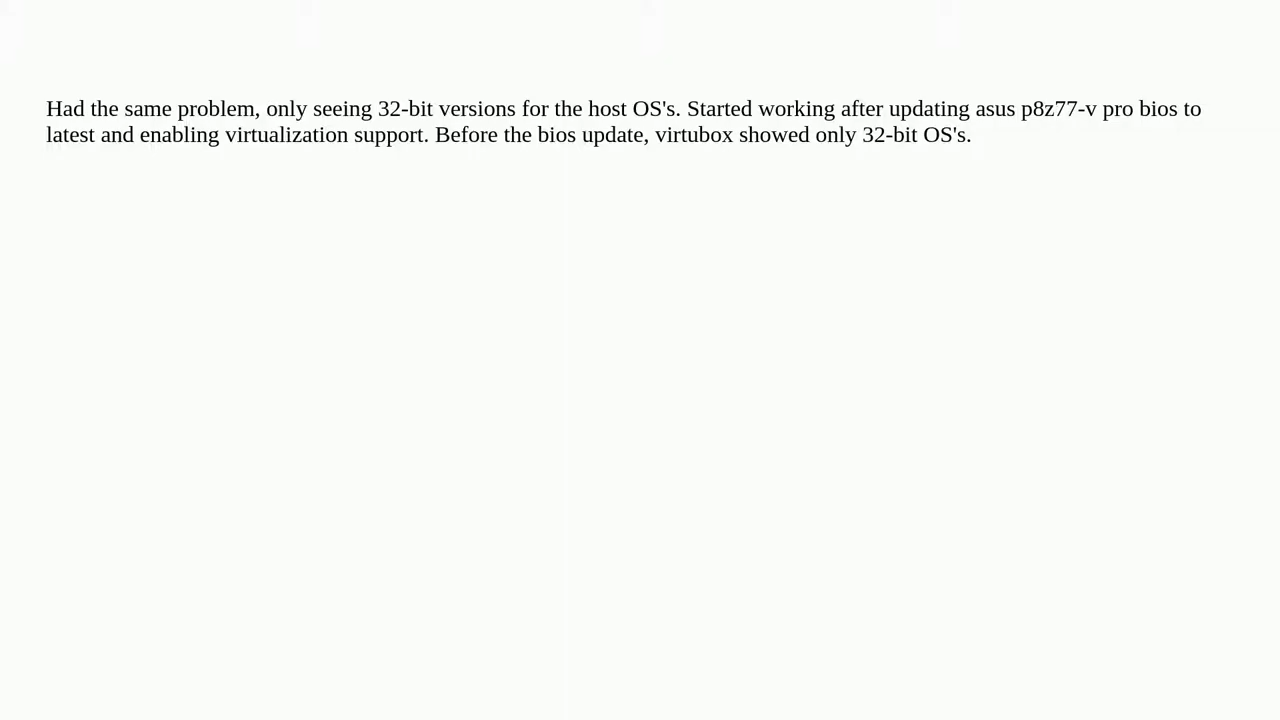 Had the same problem, only seeing 32-bit versions for the host OS's. Started working after updating asus p8z77-v pro bios to
latest and enabling virtualization support. Before the bios update, virtubox showed only 32-bit OS's.